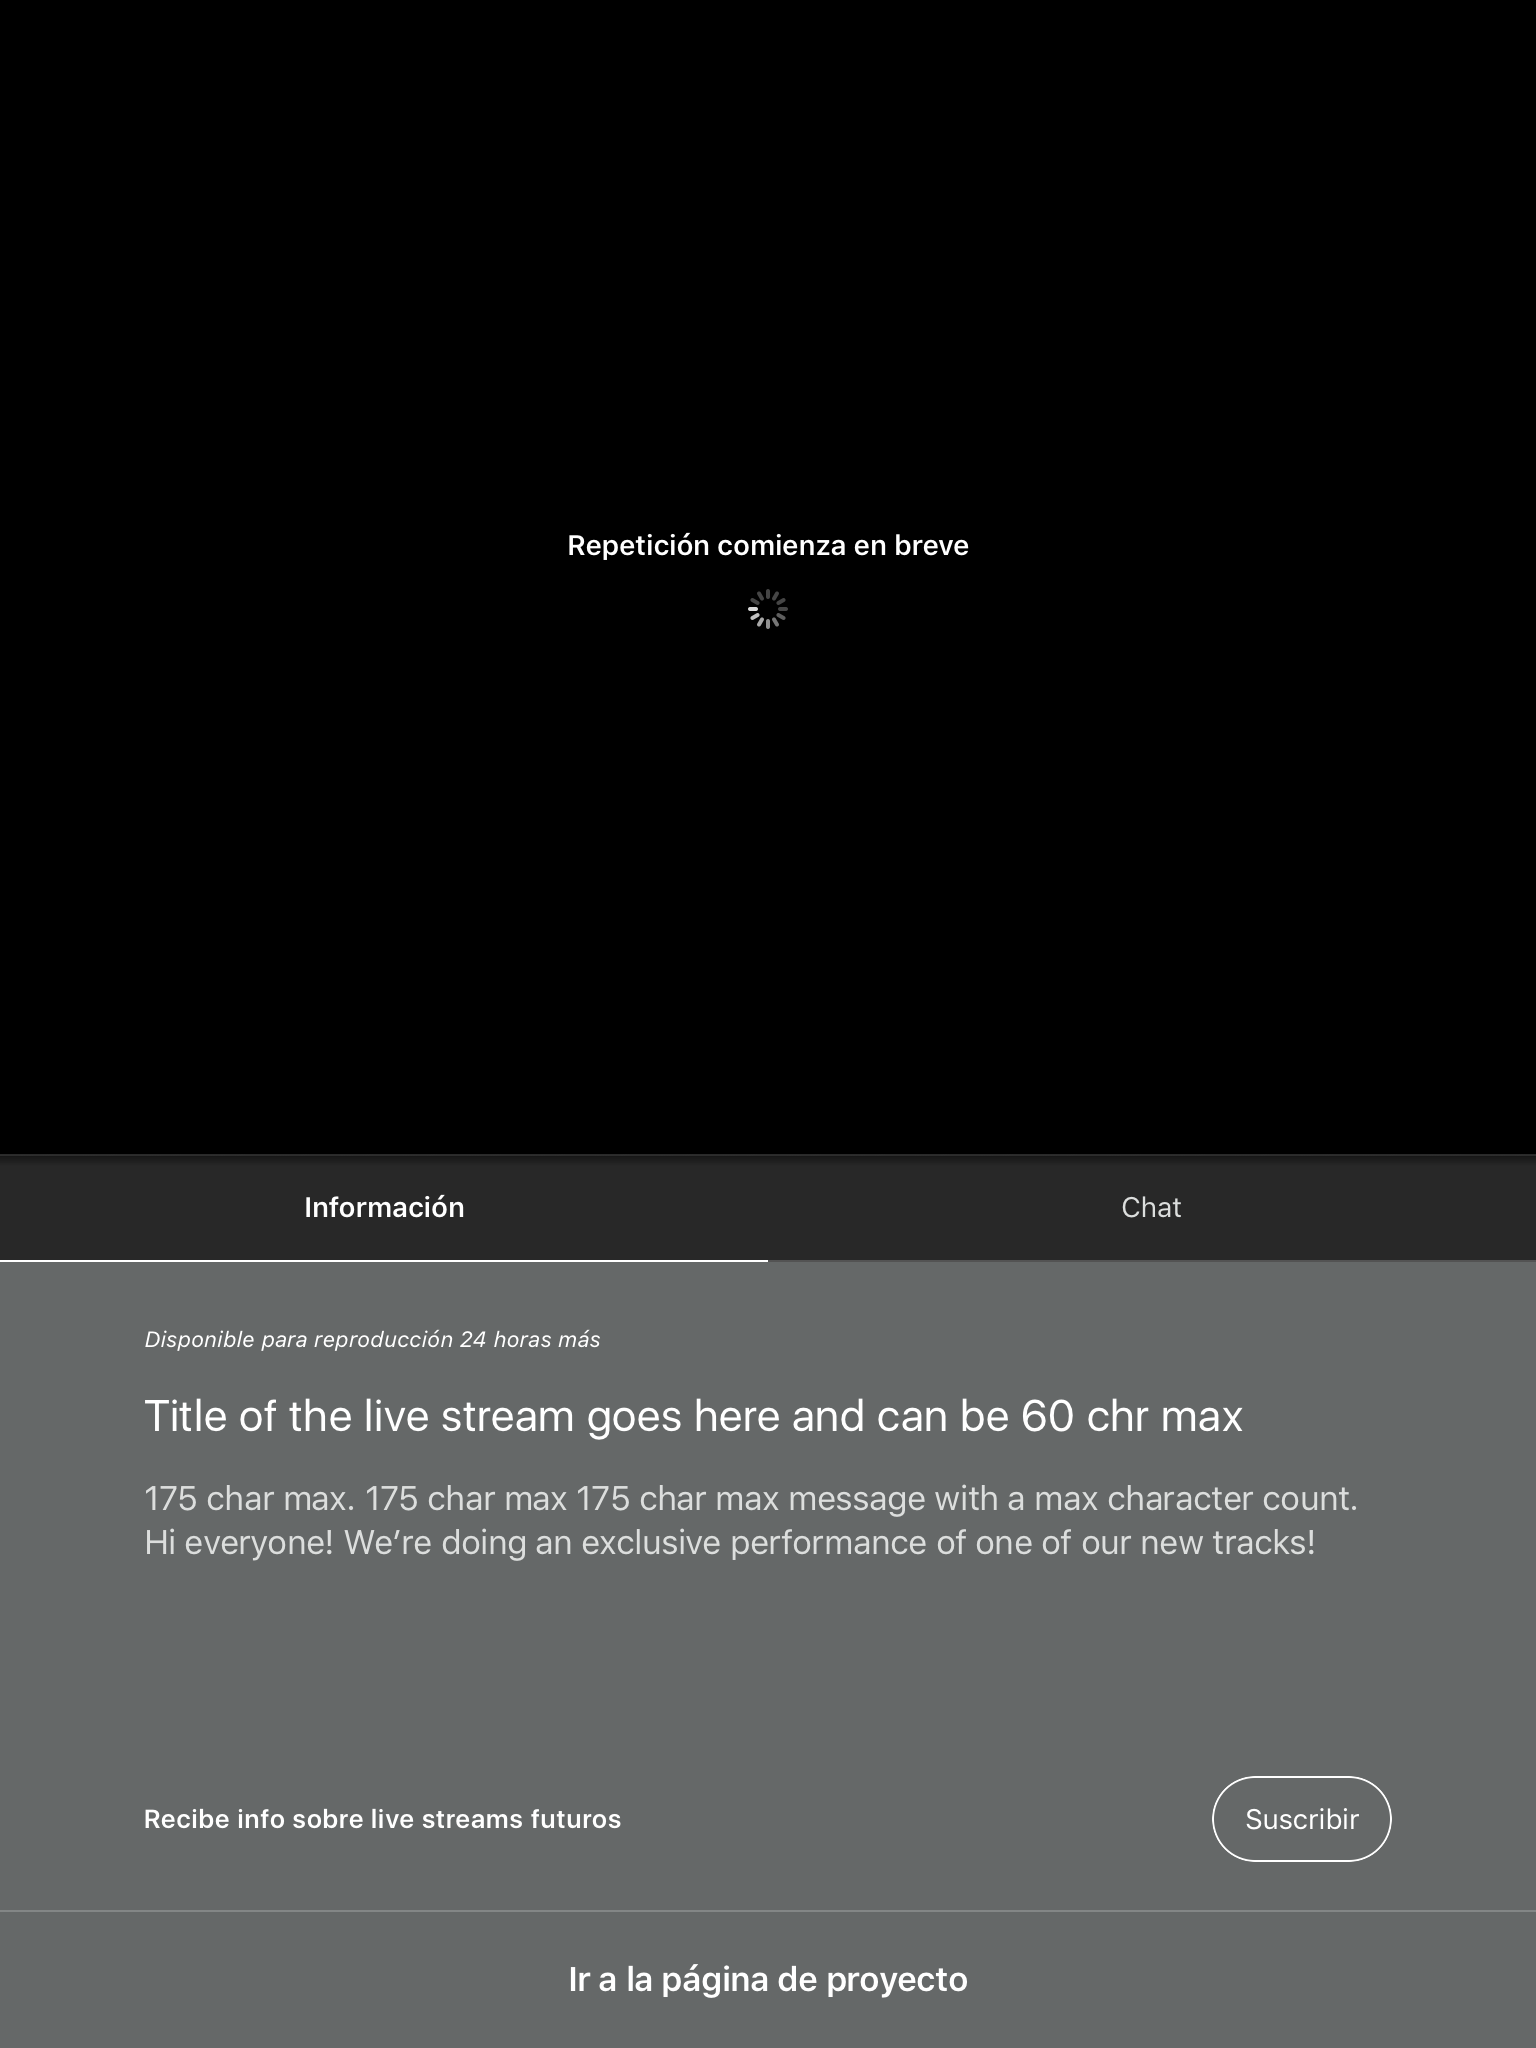 Repetición comienza en breve
Información
Chat
Disponible para reproducción 24 horas más
Title of the live stream goes here and can be 60 chr max
175 char max. 175 char max 175 char max message with a max character count.
Hi everyone! We’re doing an exclusive performance of one of our new tracks!
Recibe info sobre live streams futuros
Suscribir
Ir a la página de proyecto